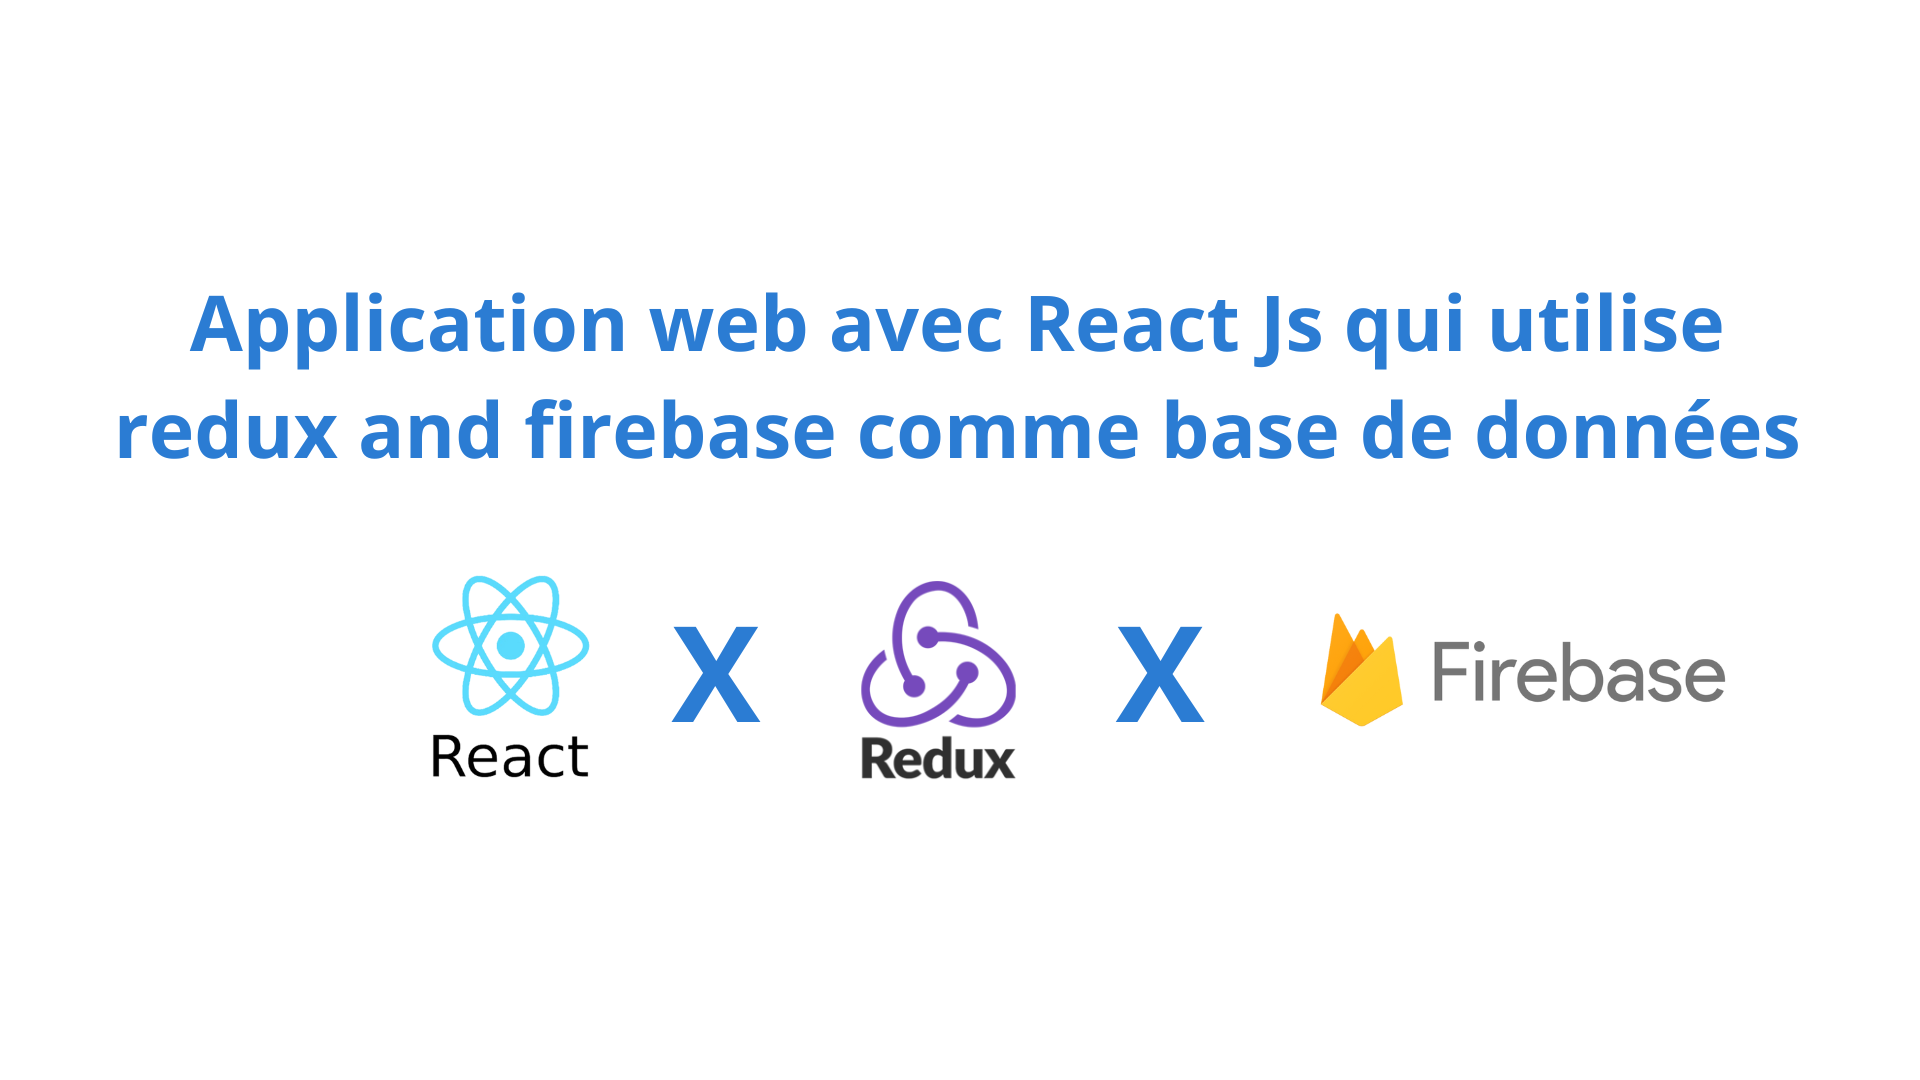 Application web avec React Js qui utilise
redux and firebase comme base de données
React X Redux X Firebase